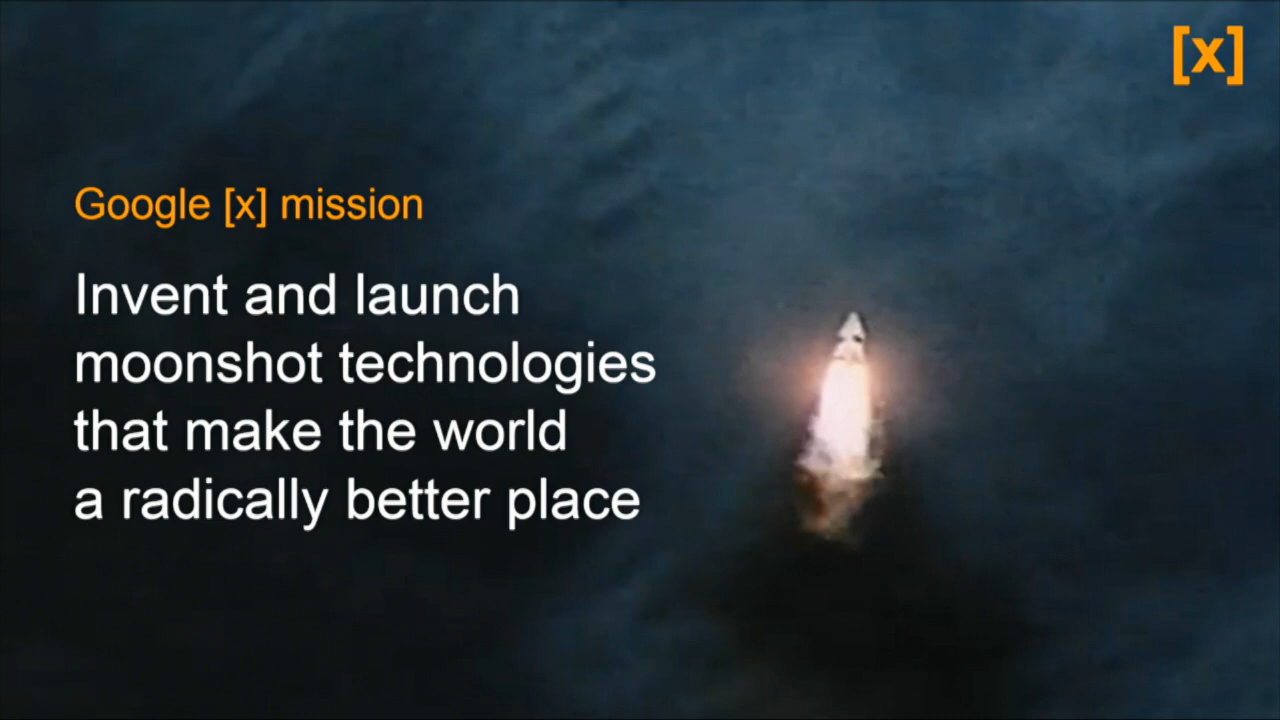 [x]
Google [x] mission
Invent and launch
moonshot technologies
that make the world
a radically better place